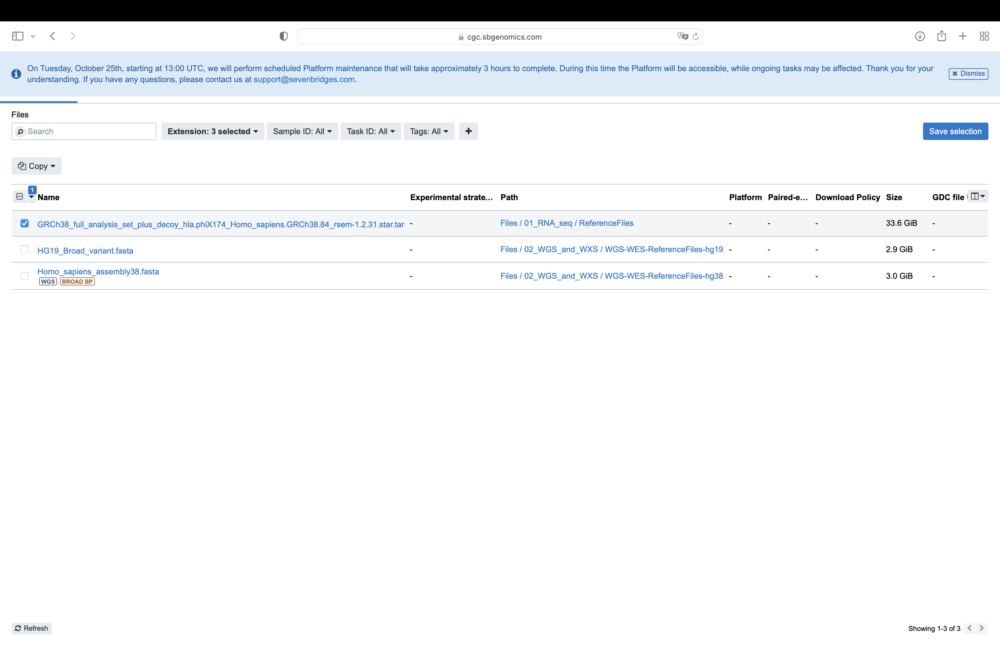 cgc.sbgenomics.com
On Tuesday, October 25th, starting at 13:00 UTC, we will perform scheduled Platform maintenance that will take approximately 3 hours to complete. During this time the Platform will be accessible, while ongoing tasks may be affected. Thank you for your
understanding. If you have any questions, please contact us at support@sevenbridges.com.
Dismiss
Files
Search
Extension: 3 selected
Sample ID: All
Task ID: All
Tags: All
Save selection
Copy
1
Name Experimental strate... Path Platform Paired-e... Download Policy Size GDC file
GRCh38_full_analysis_set_plus_decoy_hla.phiX174_Homo_sapiens.GRCh38.84_rsem-1.2.31.star.tar - Files / 01_RNA_seq / ReferenceFiles - - - 33.6 GiB -
HG19_Broad_variant.fasta - Files / 02_WGS_and_WXS / WGS-WES-ReferenceFiles-hg19 - - - 2.9 GiB -
Homo_sapiens_assembly38.fasta - Files / 02_WGS_and_WXS / WGS-WES-ReferenceFiles-hg38 - - - 3.0 GiB -
WGS BROAD BP
Refresh
Showing 1-3 of 3